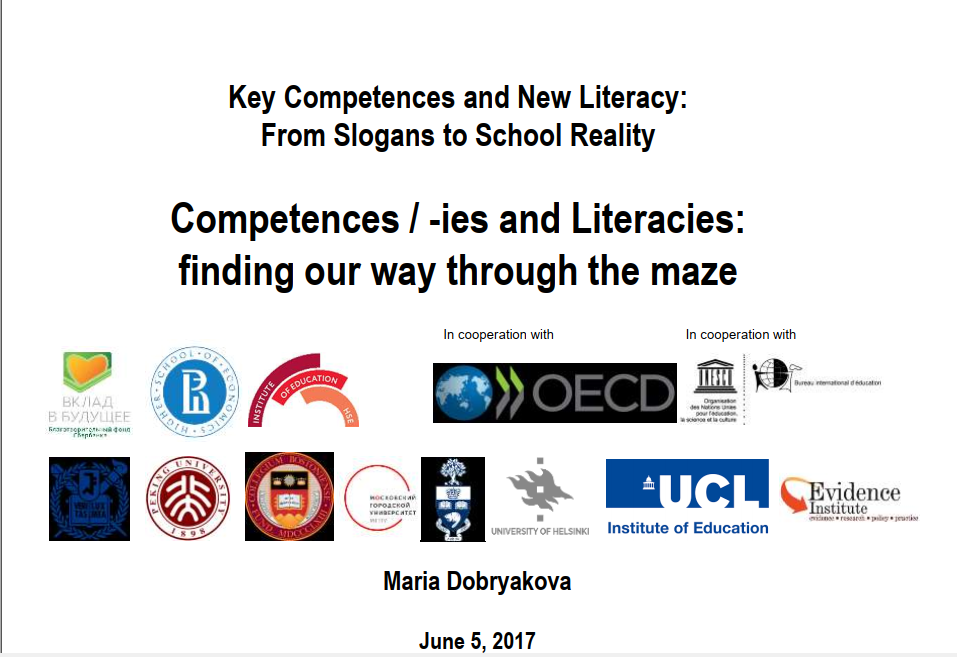 Key Competences and New Literacy:
From Slogans to School Reality
Competences / -ies and Literacies:
finding our way through the maze
In cooperation with
In cooperation with
ВКЛАД
В БУДУЩЕЕ
Благотворительный фонд
Сбербанка
HIGHER · SCHOOL · OF · ECONOMICS
INSTITUTE
OF EDUCATION
HSE
OECD
UNESCO
Organisation
des Nations Unies
pour l'éducation,
la science et la culture
Bureau international d'éducation
PEKING UNIVERSITY
1898
МОСКОВСКИЙ
ГОРОДСКОЙ
УНИВЕРСИТЕТ
UNIVERSITY OF HELSINKI
UCL
Institute of Education
Evidence
Institute
evidence • research • policy • practice
Maria Dobryakova
June 5, 2017